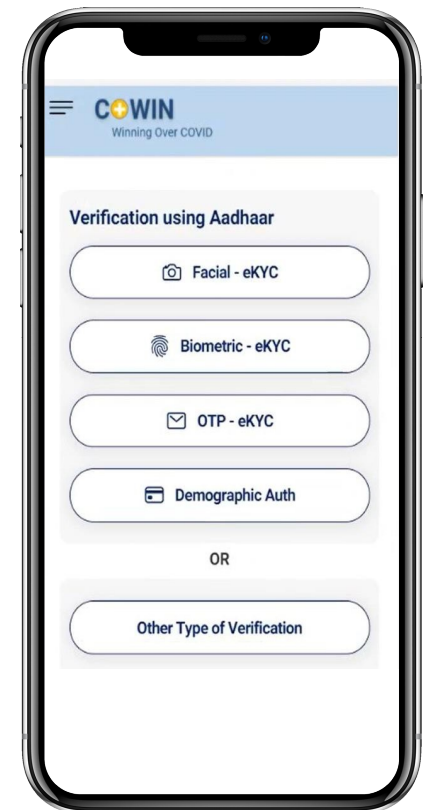 COWIN
Winning Over COVID
Verification using Aadhaar
Facial - eKYC
Biometric - eKYC
OTP - eKYC
Demographic Auth
OR
Other Type of Verification